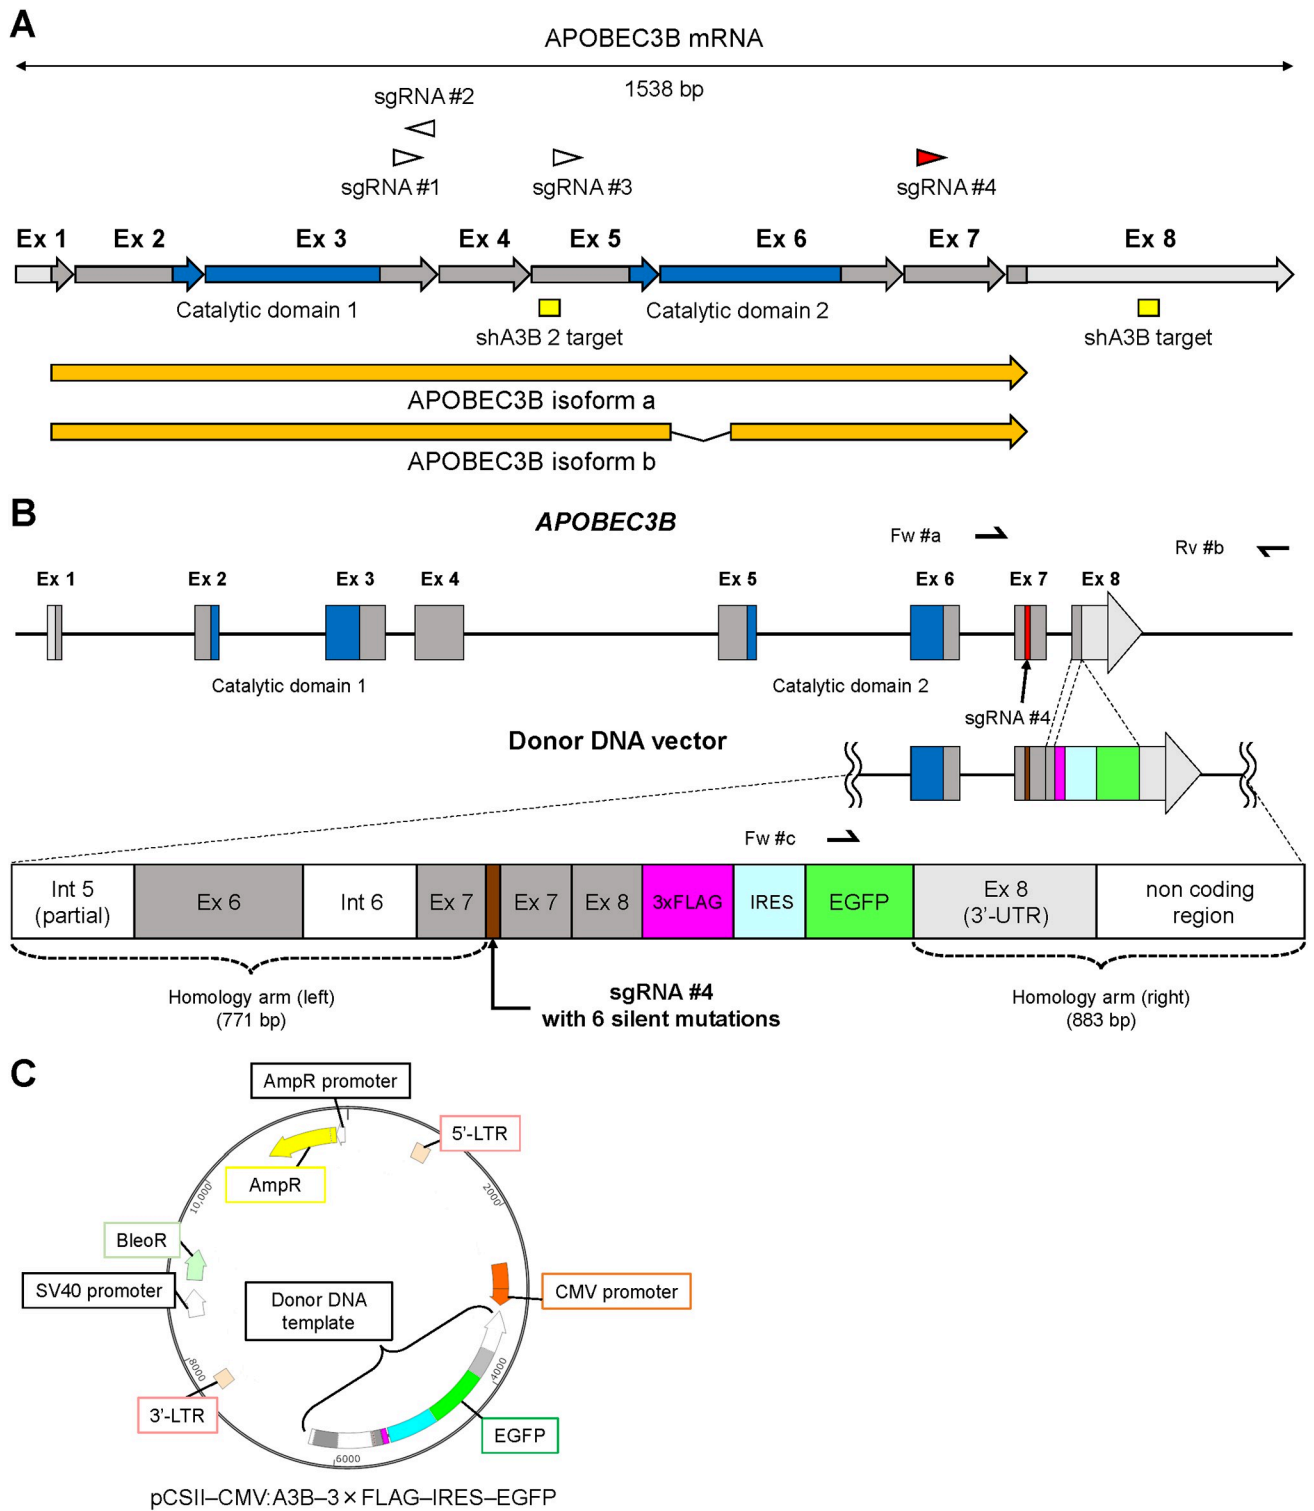 A
APOBEC3B mRNA
1538 bp
sgRNA #2
sgRNA #1
sgRNA #3
sgRNA #4
Ex 1
Ex 2
Ex 3
Ex 4
Ex 5
Ex 6
Ex 7
Ex 8
Catalytic domain 1
Catalytic domain 2
shA3B 2 target
shA3B target
APOBEC3B isoform a
APOBEC3B isoform b
B
APOBEC3B
Fw #a
Rv #b
Ex 1
Ex 2
Ex 3
Ex 4
Ex 5
Ex 6
Ex 7
Ex 8
Catalytic domain 1
Catalytic domain 2
sgRNA #4
Donor DNA vector
Fw #c
Int 5
(partial)
Ex 6
Int 6
Ex 7
Ex 7
Ex 8
3xFLAG
IRES
EGFP
Ex 8
(3'-UTR)
non coding
region
Homology arm (left)
(771 bp)
sgRNA #4
with 6 silent mutations
Homology arm (right)
(883 bp)
C
AmpR promoter
5'-LTR
AmpR
10,000
2000
BleoR
SV40 promoter
Donor DNA
template
CMV promoter
8000
4000
3'-LTR
EGFP
6000
pCSII–CMV:A3B–3×FLAG–IRES–EGFP